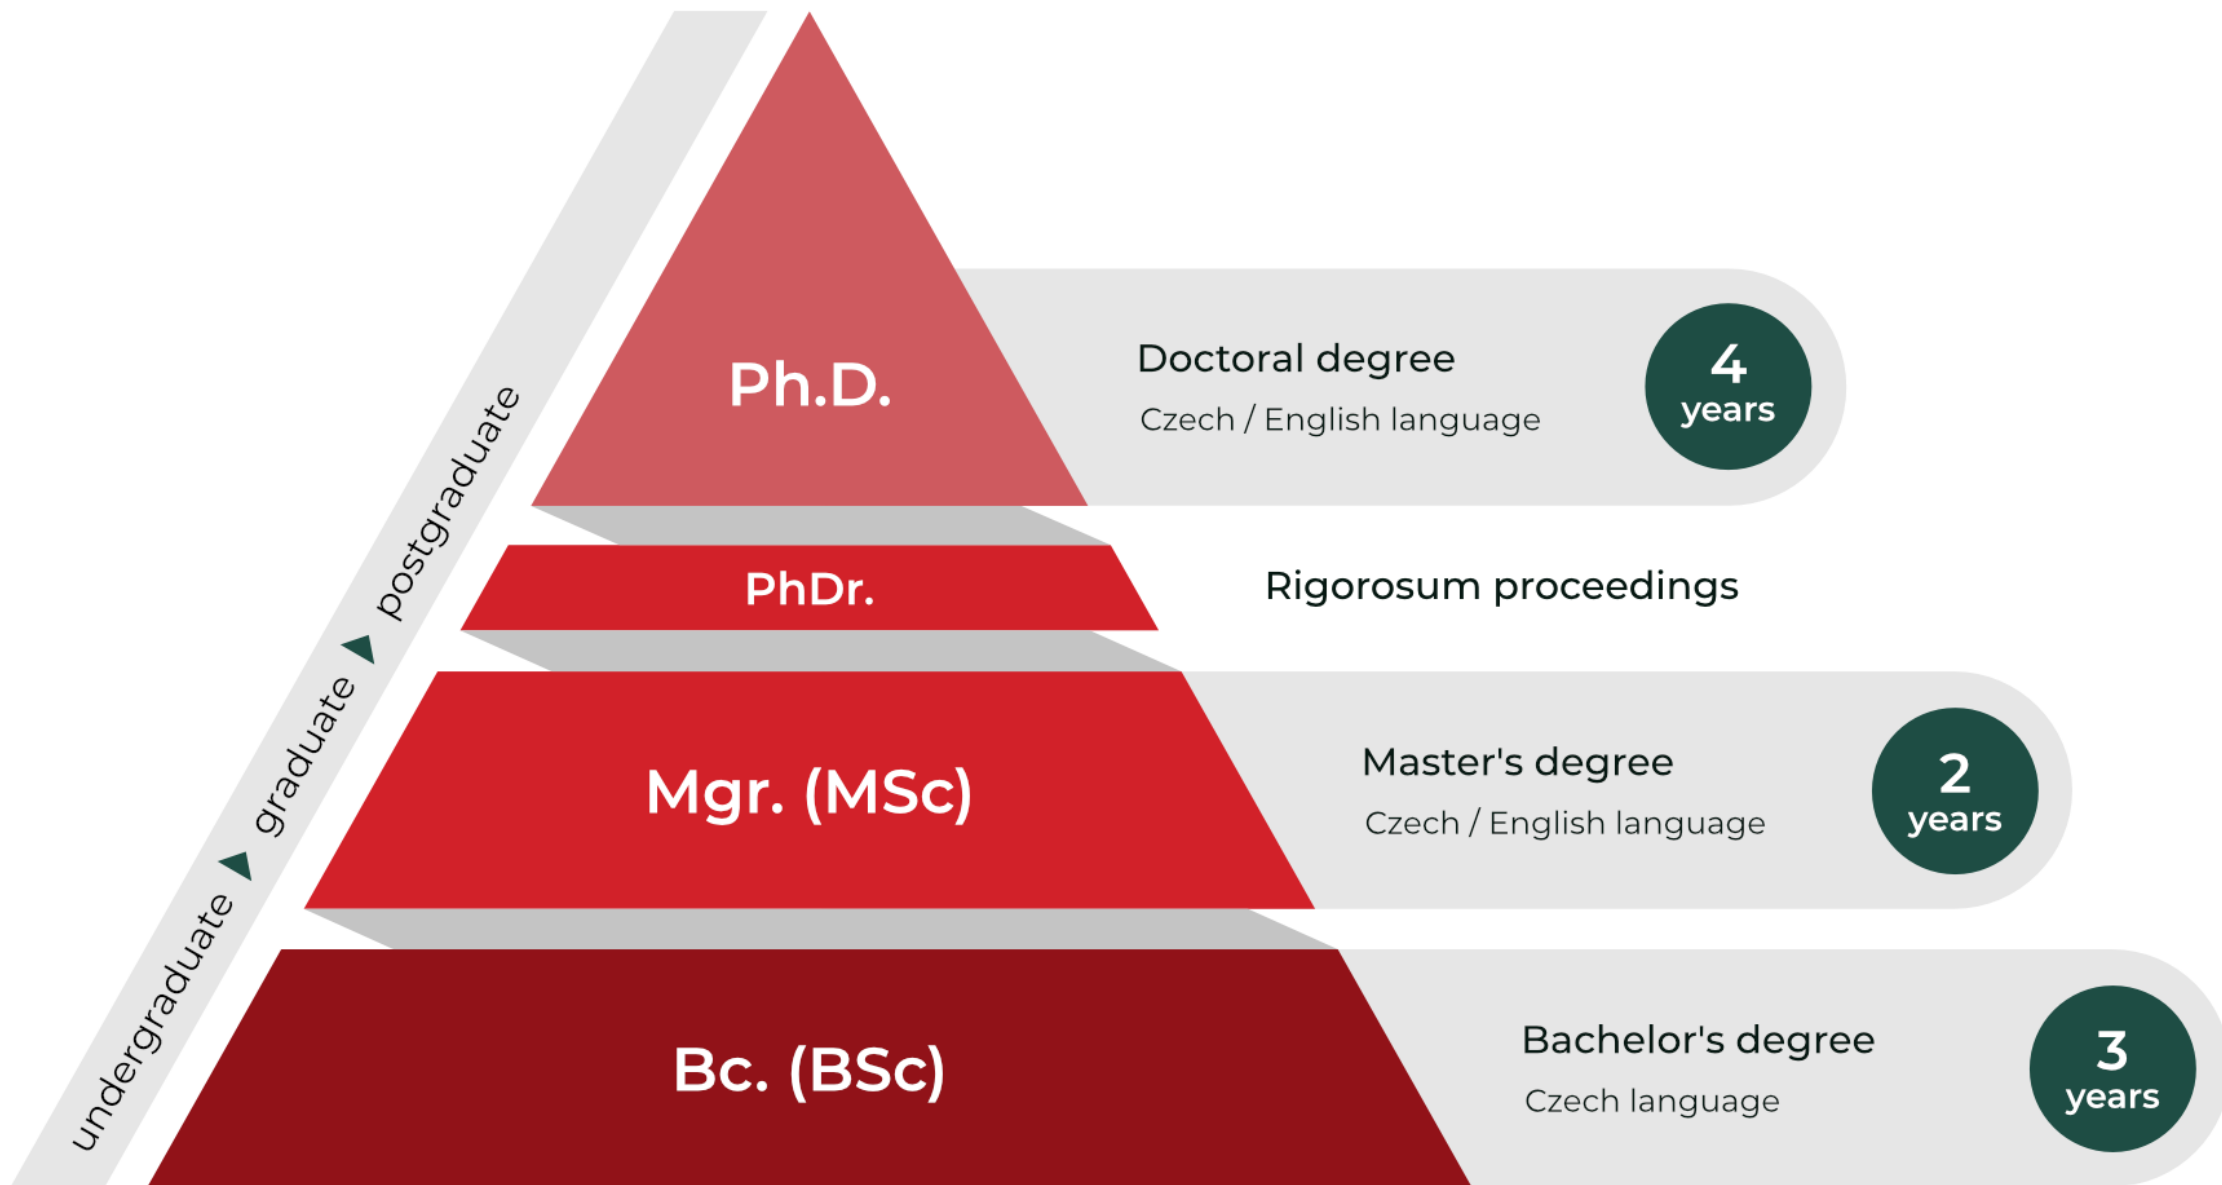 Ph.D.
Doctoral degree
Czech / English language
4
years
PhDr.
Rigorosum proceedings
Mgr. (MSc)
Master's degree
Czech / English language
2
years
Bc. (BSc)
Bachelor's degree
Czech language
3
years
undergraduate ▶ graduate ▶ postgraduate